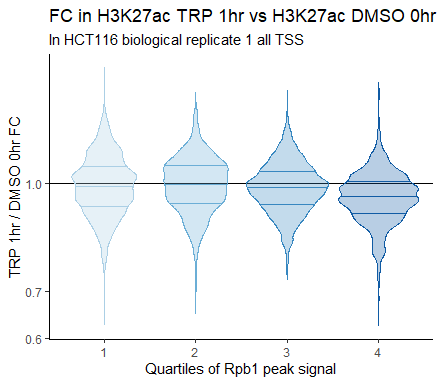 FC in H3K27ac TRP 1hr vs H3K27ac DMSO 0hr
In HCT116 biological replicate 1 all TSS
TRP 1hr / DMSO 0hr FC
1.0
0.7
0.6
1 2 3 4
Quartiles of Rpb1 peak signal